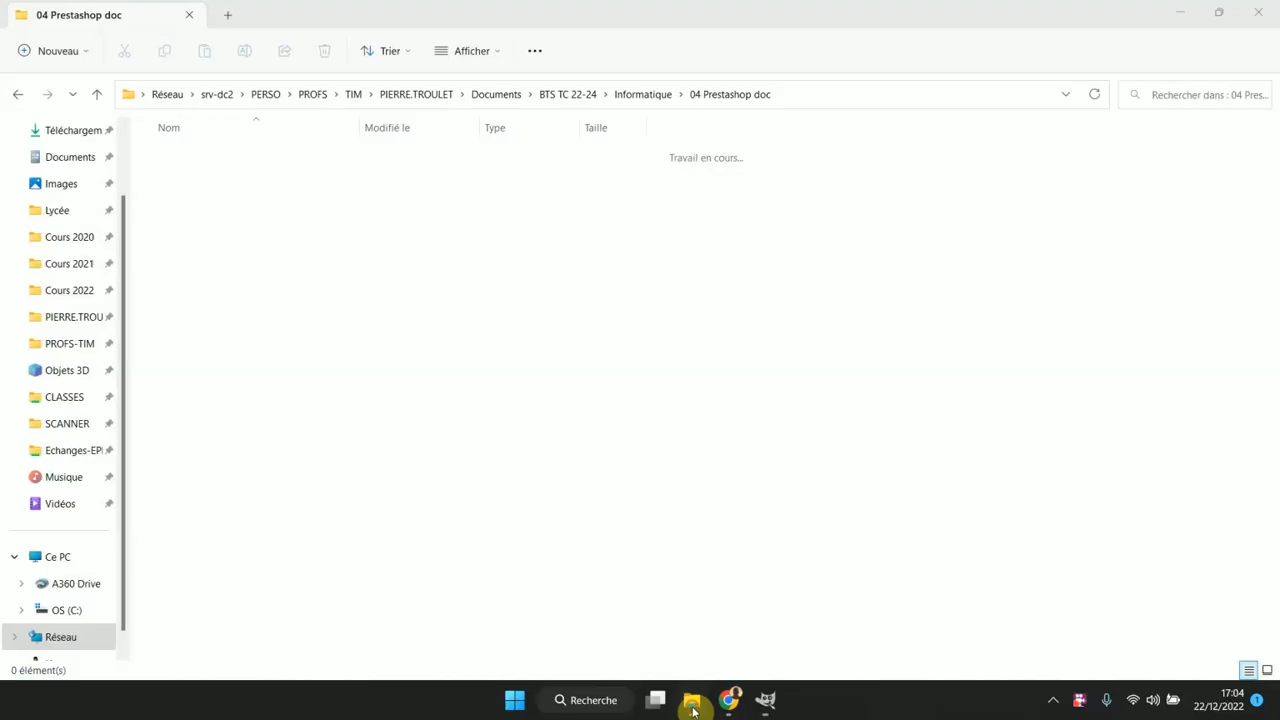 04 Prestashop doc
Nouveau
Trier
Afficher
Réseau > srv-dc2 > PERSO > PROFS > TIM > PIERRE.TROULET > Documents > BTS TC 22-24 > Informatique > 04 Prestashop doc
Rechercher dans : 04 Pres...
Nom
Modifié le
Type
Taille
Travail en cours...
Téléchargem
Documents
Images
Lycée
Cours 2020
Cours 2021
Cours 2022
PIERRE.TROU
PROFS-TIM
Objets 3D
CLASSES
SCANNER
Echanges-EPI
Musique
Vidéos
Ce PC
A360 Drive
OS (C:)
Réseau
0 élément(s)
Recherche
17:04
22/12/2022
1